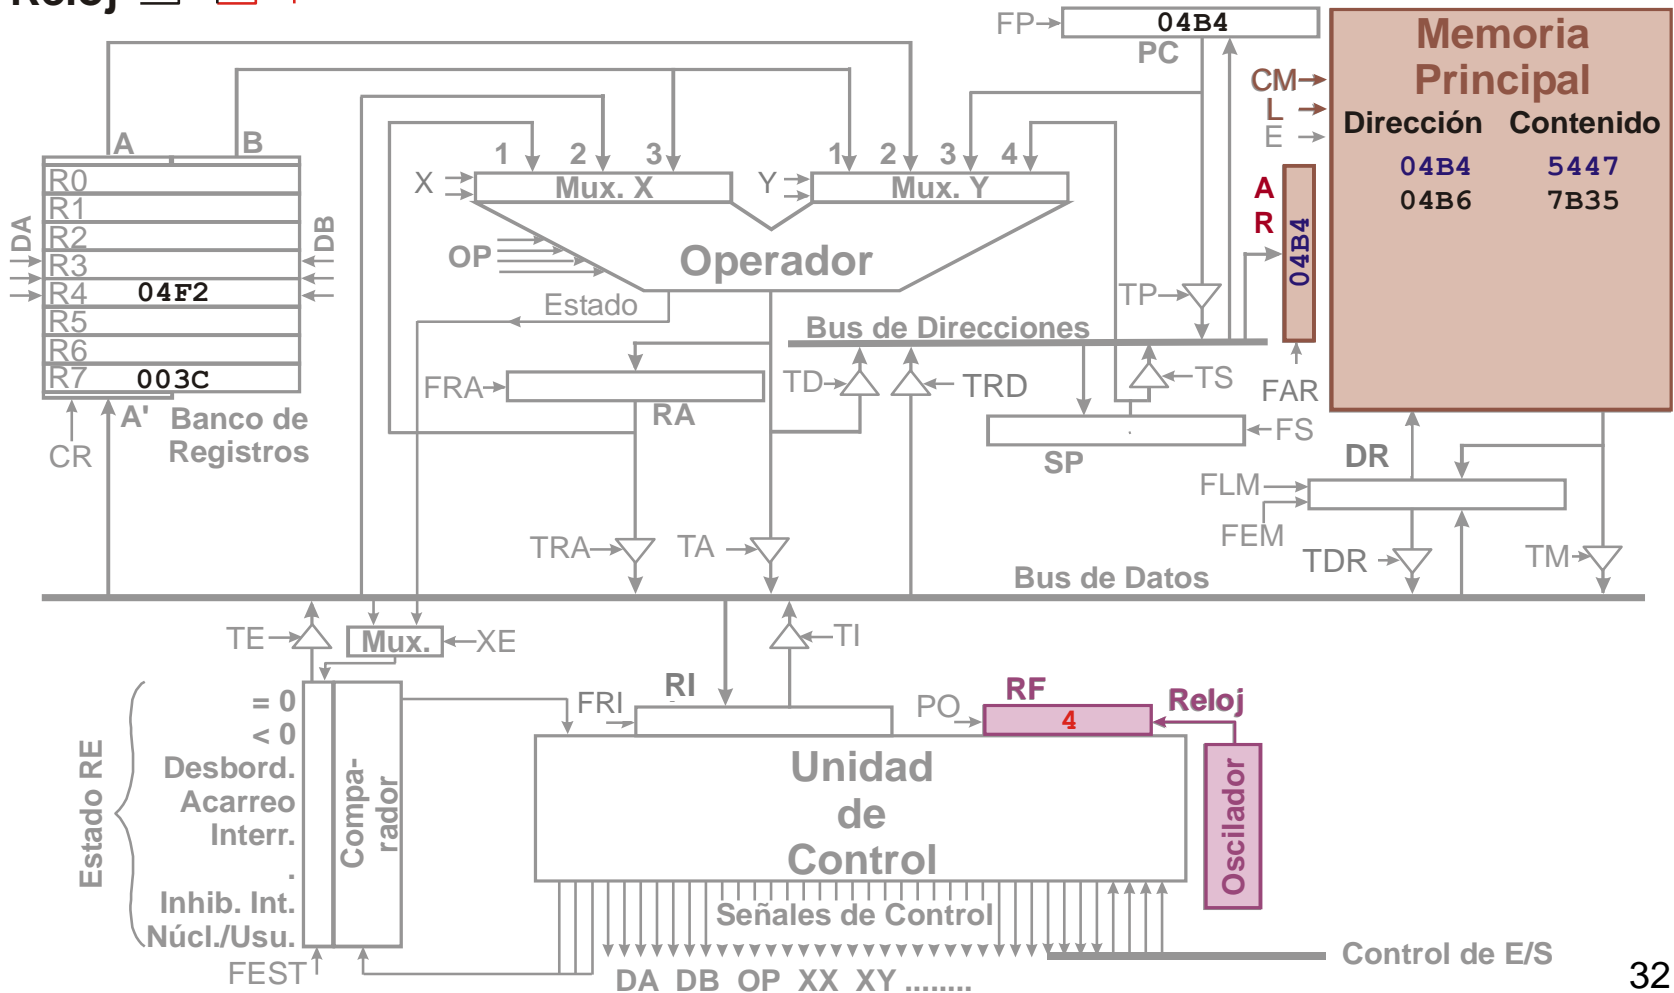 Reloj
FP
04B4
PC
Memoria
Principal
CM
L
E
Dirección Contenido
04B4 5447
04B6 7B35
A
B
R0
R1
R2
R3
R4 04F2
R5
R6
R7 003C
DA
DB
CR
A'
Banco de
Registros
1 2 3
X
Mux. X
1 2 3 4
Y
Mux. Y
OP
Operador
Estado
AR
04B4
FAR
TP
Bus de Direcciones
FRA
RA
TD
TRD
TS
FS
SP
DR
FLM
FEM
TRA
TA
TDR
TM
Bus de Datos
TE
Mux.
XE
TI
RI
FRI
PO
RF
4
Reloj
Oscilador
Estado RE
= 0
< 0
Desbord.
Acarreo
Interr.
.
Inhib. Int.
Núcl./Usu.
Compa-
rador
FEST
Unidad
de
Control
Señales de Control
DA DB OP XX XY ........
Control de E/S
32